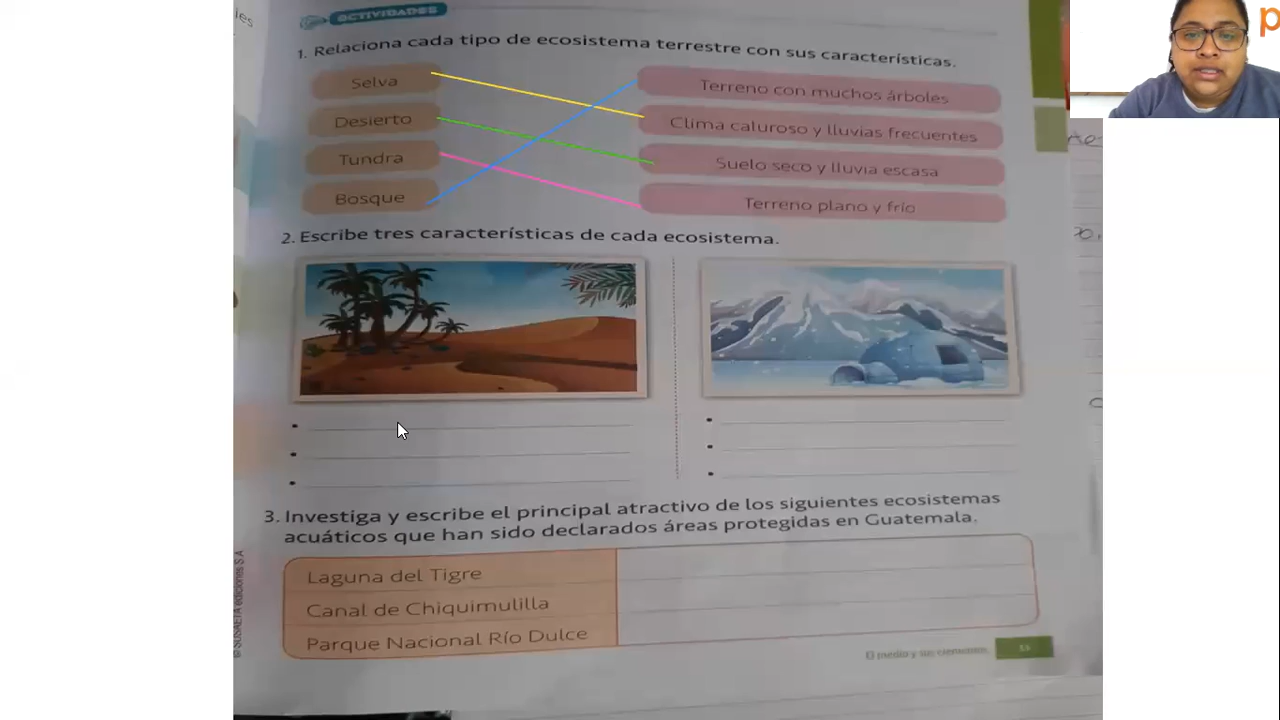 ies
ACTIVIDADES
1. Relaciona cada tipo de ecosistema terrestre con sus características.
Selva
Desierto
Tundra
Bosque
Terreno con muchos árboles
Clima caluroso y lluvias frecuentes
Suelo seco y lluvia escasa
Terreno plano y frío
2. Escribe tres características de cada ecosistema.
3. Investiga y escribe el principal atractivo de los siguientes ecosistemas
acuáticos que han sido declarados áreas protegidas en Guatemala.
Laguna del Tigre
Canal de Chiquimulilla
Parque Nacional Río Dulce
© SUSAETA ediciones S.A.
El medio y sus elementos